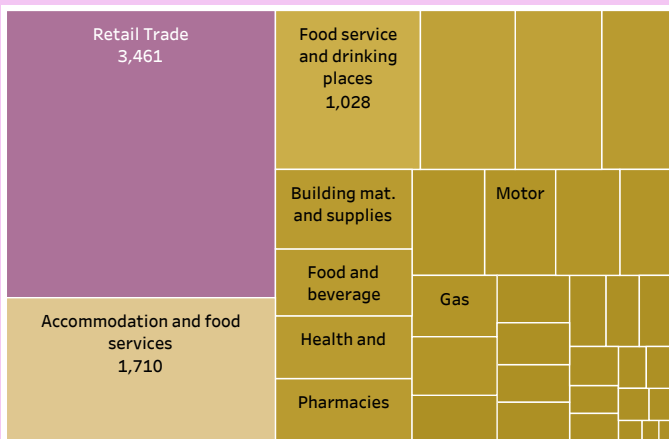 Retail Trade
3,461
Accommodation and food
services
1,710
Food service
and drinking
places
1,028
Building mat.
and supplies
Food and
beverage
Health and
Pharmacies
Motor
Gas